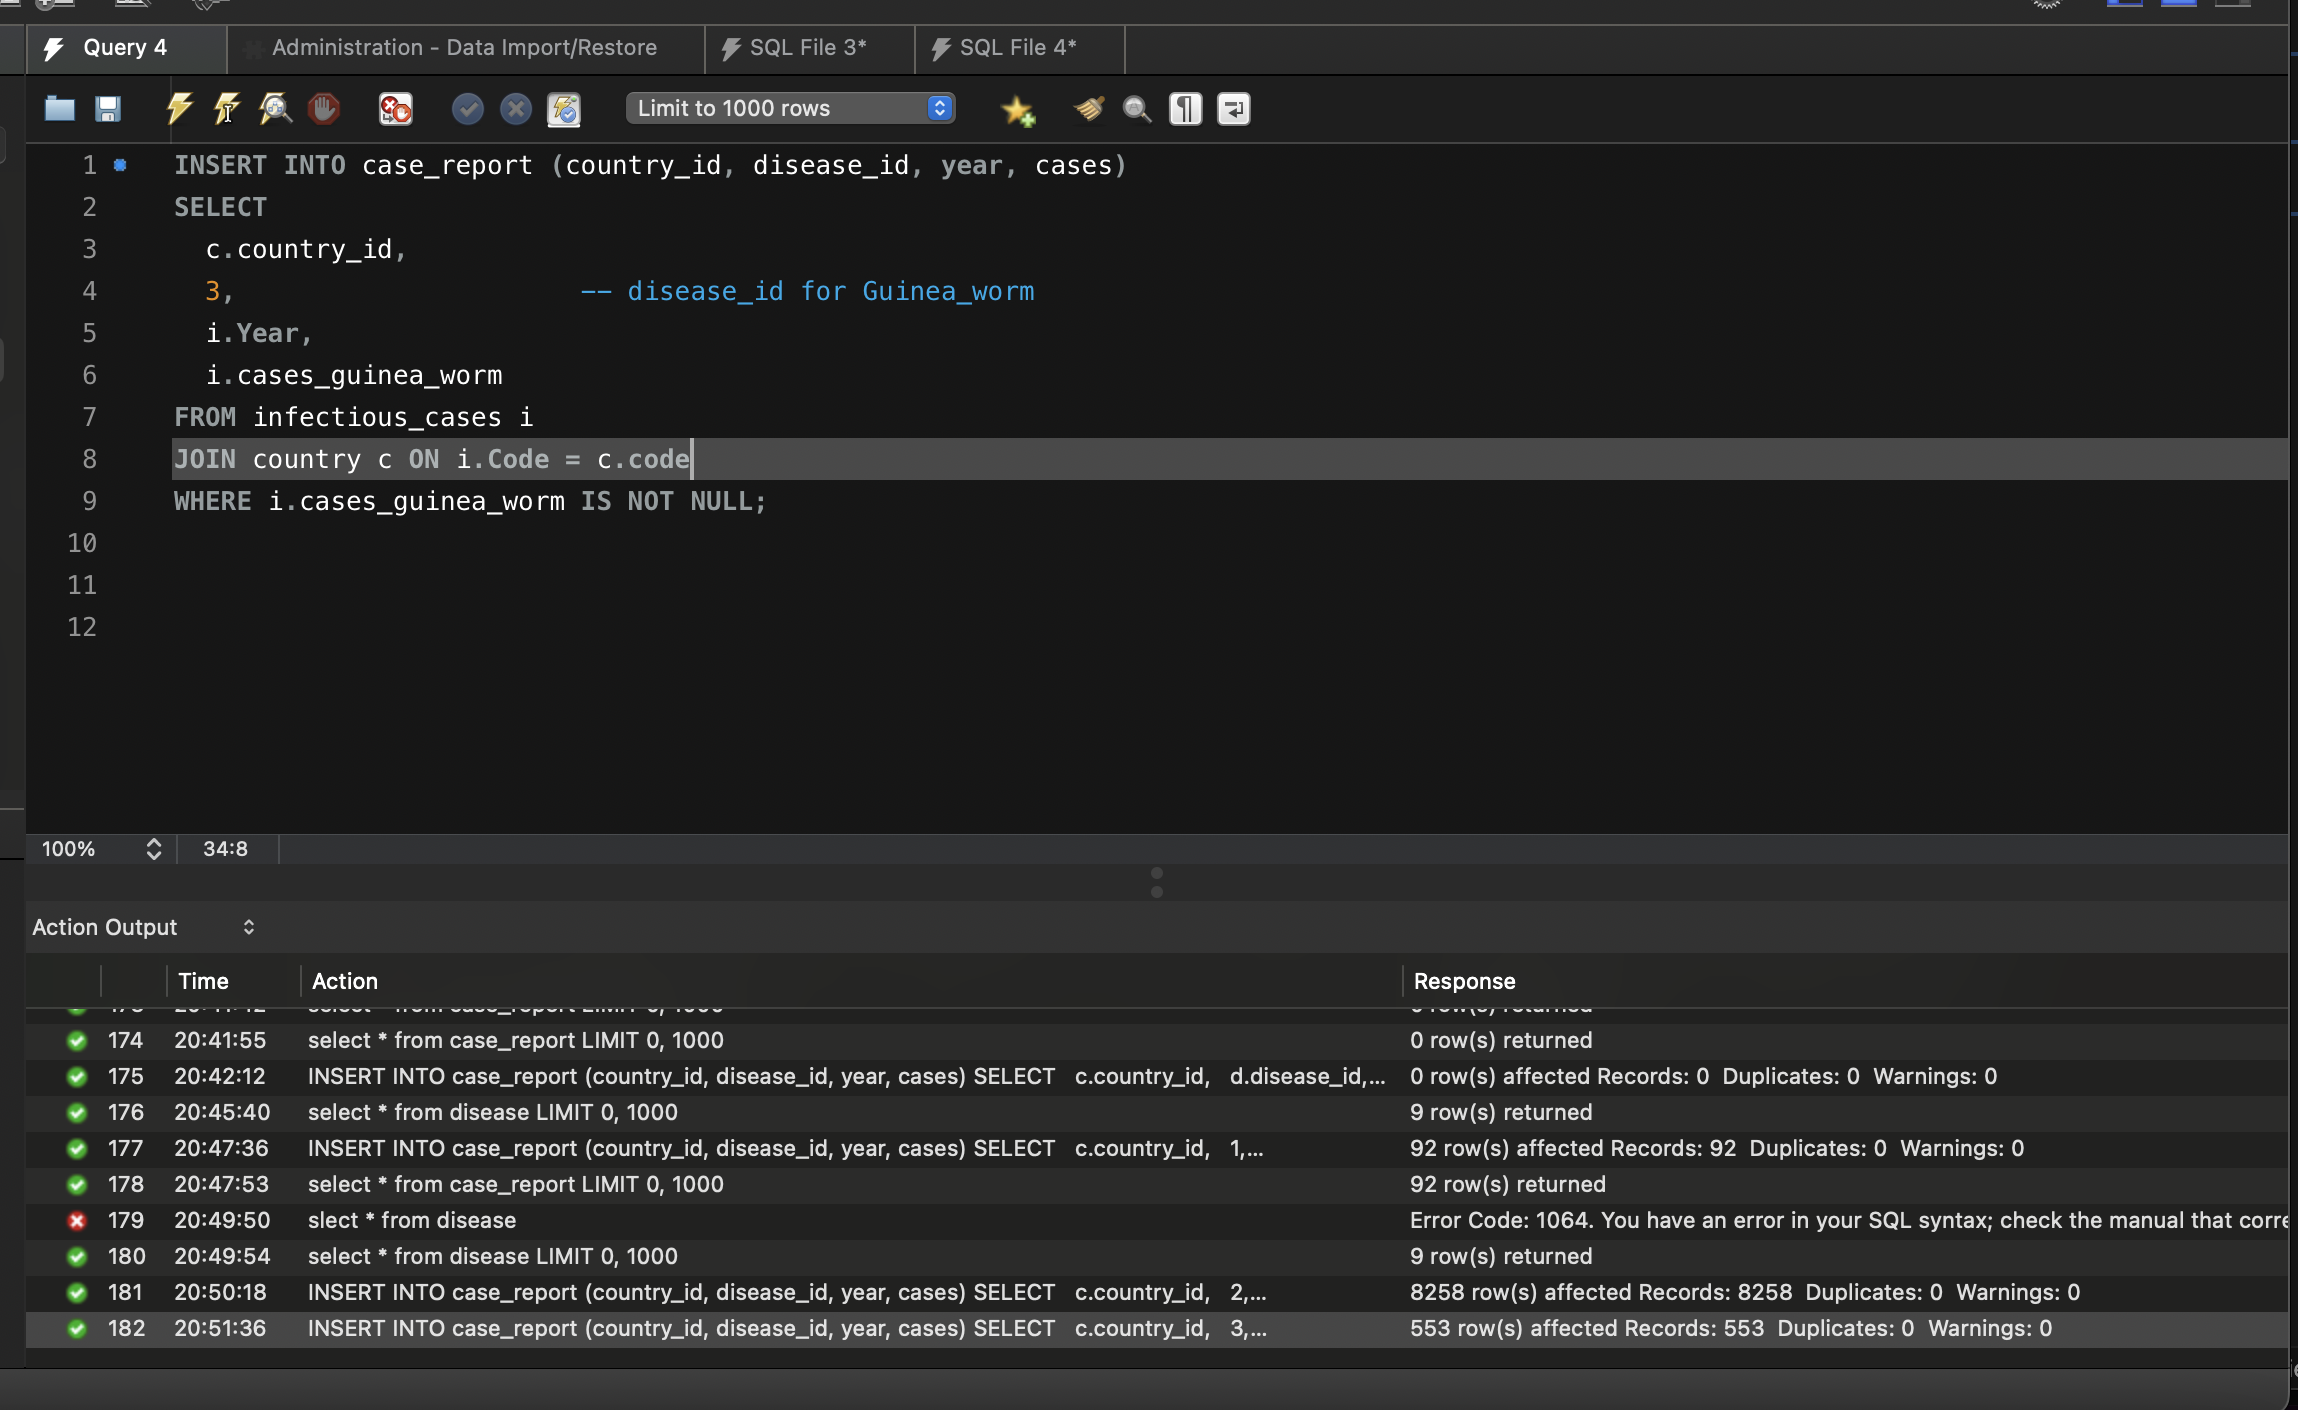 Query 4
Administration - Data Import/Restore
SQL File 3*
SQL File 4*
Limit to 1000 rows
1 INSERT INTO case_report (country_id, disease_id, year, cases)
2 SELECT
3 c.country_id,
4 3, -- disease_id for Guinea_worm
5 i.Year,
6 i.cases_guinea_worm
7 FROM infectious_cases i
8 JOIN country c ON i.Code = c.code
9 WHERE i.cases_guinea_worm IS NOT NULL;
10
11
12
100% 34:8
Action Output
Time Action Response
174 20:41:55 select * from case_report LIMIT 0, 1000 0 row(s) returned
175 20:42:12 INSERT INTO case_report (country_id, disease_id, year, cases) SELECT c.country_id, d.disease_id,... 0 row(s) affected Records: 0 Duplicates: 0 Warnings: 0
176 20:45:40 select * from disease LIMIT 0, 1000 9 row(s) returned
177 20:47:36 INSERT INTO case_report (country_id, disease_id, year, cases) SELECT c.country_id, 1,... 92 row(s) affected Records: 92 Duplicates: 0 Warnings: 0
178 20:47:53 select * from case_report LIMIT 0, 1000 92 row(s) returned
179 20:49:50 slect * from disease Error Code: 1064. You have an error in your SQL syntax; check the manual that corre
180 20:49:54 select * from disease LIMIT 0, 1000 9 row(s) returned
181 20:50:18 INSERT INTO case_report (country_id, disease_id, year, cases) SELECT c.country_id, 2,... 8258 row(s) affected Records: 8258 Duplicates: 0 Warnings: 0
182 20:51:36 INSERT INTO case_report (country_id, disease_id, year, cases) SELECT c.country_id, 3,... 553 row(s) affected Records: 553 Duplicates: 0 Warnings: 0